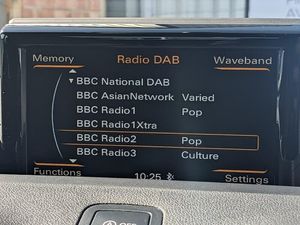 Memory Radio DAB Waveband
BBC National DAB
BBC AsianNetwork Varied
BBC Radio1 Pop
BBC Radio1Xtra
BBC Radio2 Pop
BBC Radio3 Culture
Functions 10:25 Settings
OFF